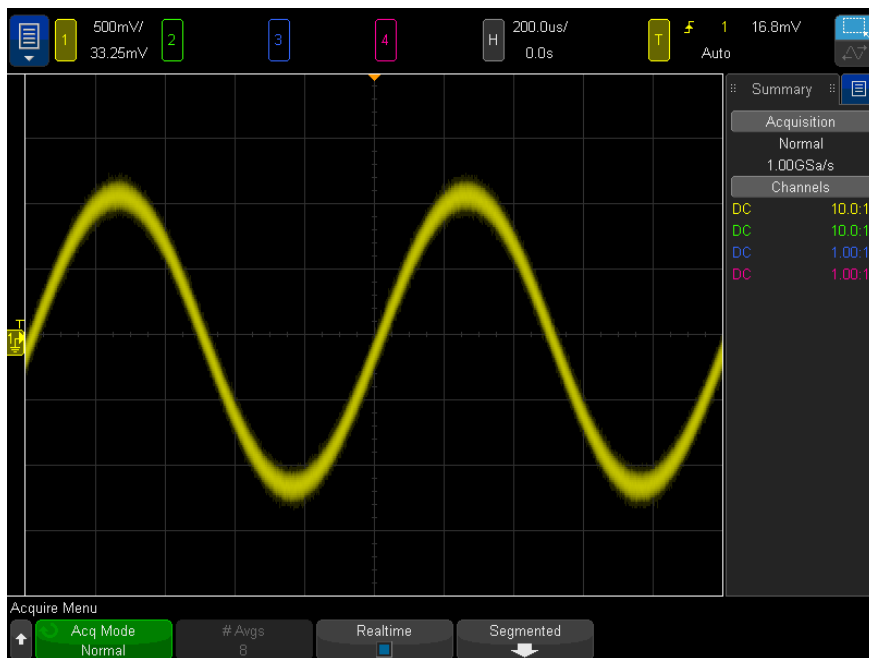 1
500mV/
33.25mV
2
3
4
H
200.0us/
0.0s
T
1
16.8mV
Auto
Summary
Acquisition
Normal
1.00GSa/s
Channels
DC 10.0:1
DC 10.0:1
DC 1.00:1
DC 1.00:1
T
1
Acquire Menu
Acq Mode
Normal
# Avgs
8
Realtime
Segmented